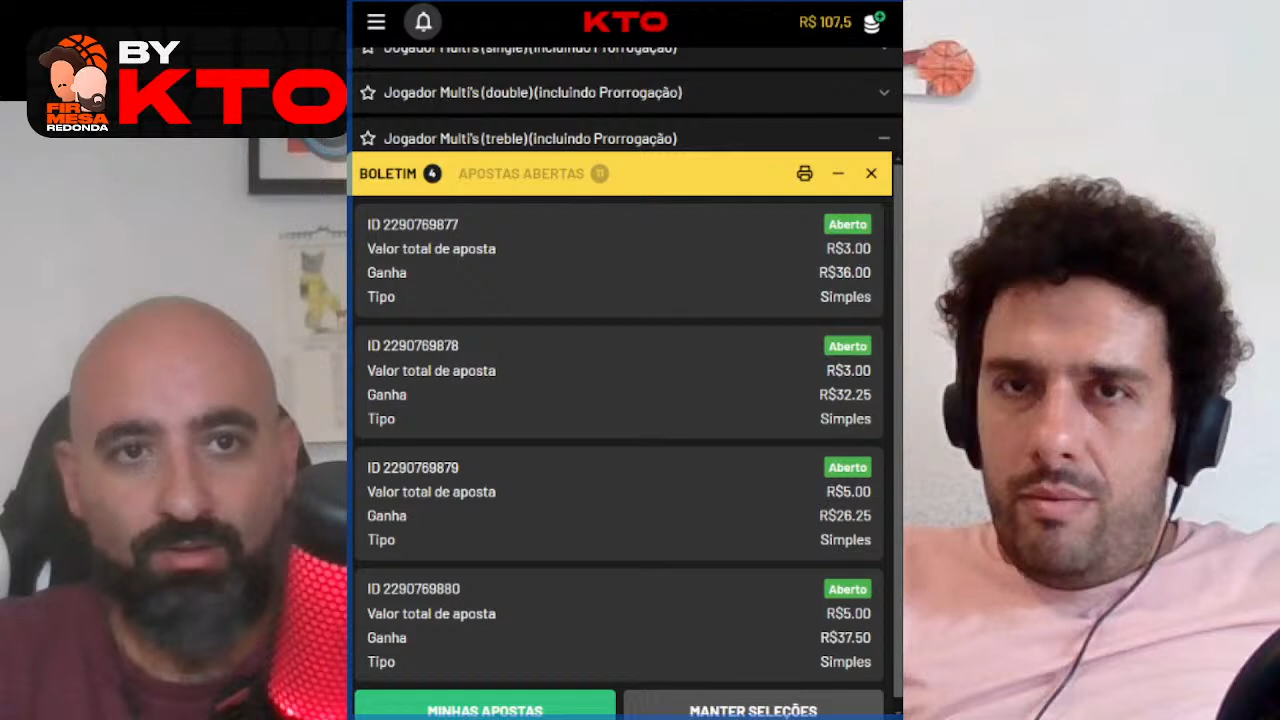 BY
KTO
FIR
MESA
REDONDA
KTO
R$ 107,5
Jogador Multi's (single)(incluindo Prorrogação)
Jogador Multi's (double)(incluindo Prorrogação)
Jogador Multi's (treble)(incluindo Prorrogação)
BOLETIM 4 APOSTAS ABERTAS 11
ID 2290769877 Aberto
Valor total de aposta R$3.00
Ganha R$36.00
Tipo Simples
ID 2290769878 Aberto
Valor total de aposta R$3.00
Ganha R$32.25
Tipo Simples
ID 2290769879 Aberto
Valor total de aposta R$5.00
Ganha R$26.25
Tipo Simples
ID 2290769880 Aberto
Valor total de aposta R$5.00
Ganha R$37.50
Tipo Simples
MINHAS APOSTAS MANTER SELEÇÕES